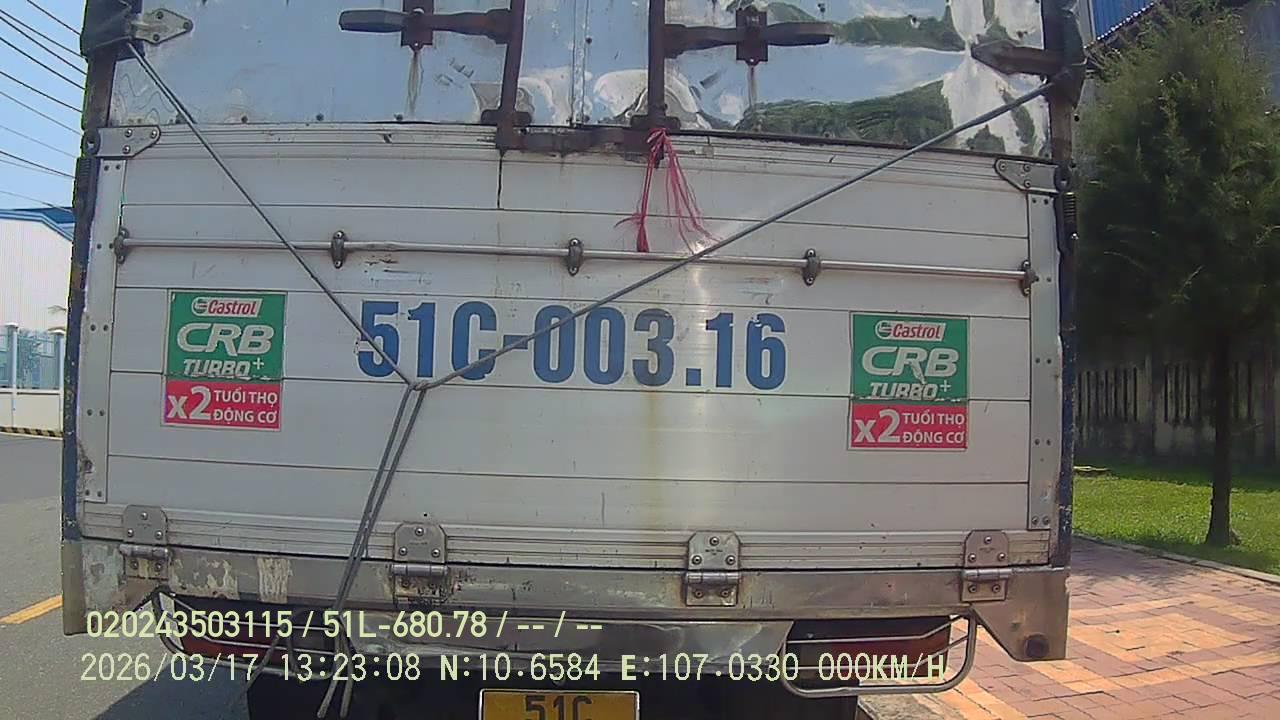 51C-003.16
Castrol
CRB
TURBO+
x2 TUỔI THỌ
ĐỘNG CƠ
Castrol
CRB
TURBO+
x2 TUỔI THỌ
ĐỘNG CƠ
020243503115 / 51L-680.78 / -- / --
2026/03/17 13:23:08 N:10.6584 E:107.0330 000KM/H
51C